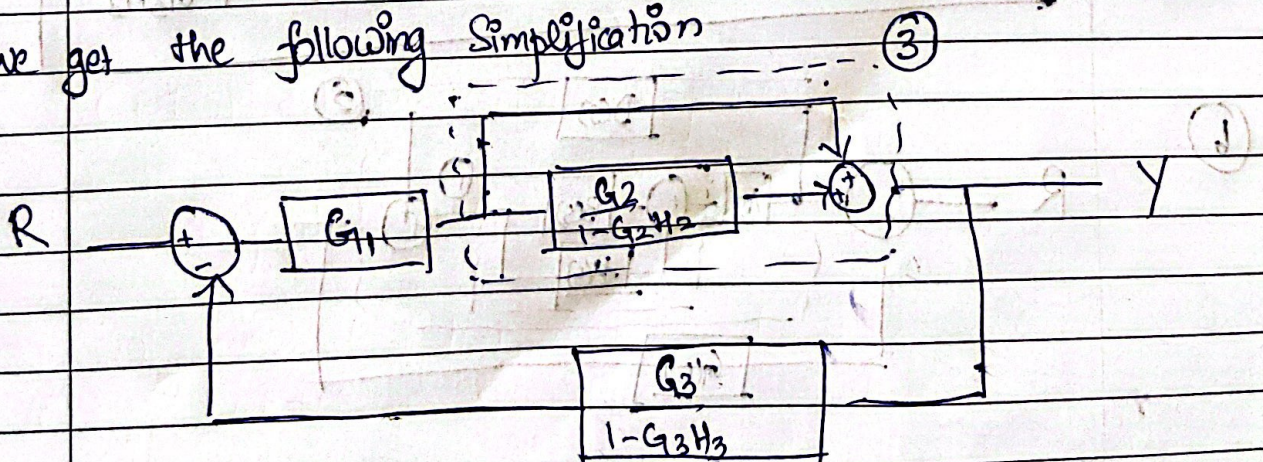 we get the following Simplification ③
R + - G1 G2 + + Y
1-G2H2
G3
1-G3H3